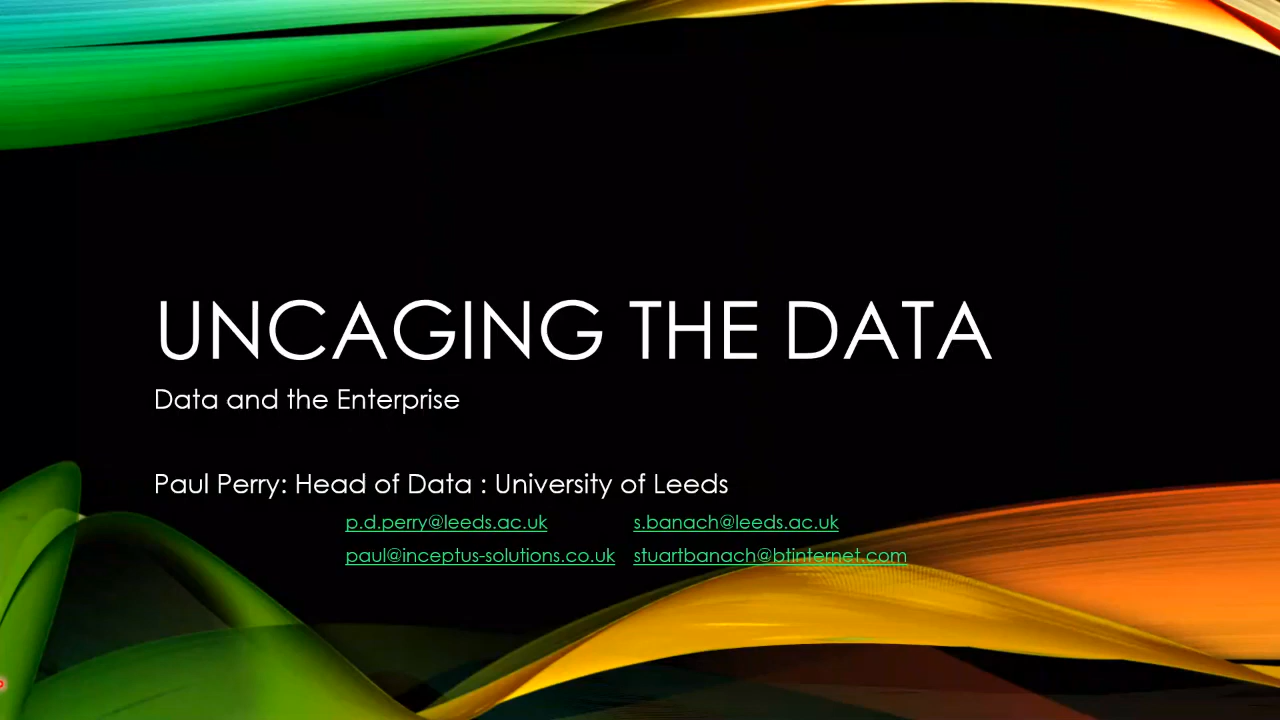 UNCAGING THE DATA
Data and the Enterprise
Paul Perry: Head of Data : University of Leeds
p.d.perry@leeds.ac.uk s.banach@leeds.ac.uk
paul@inceptus-solutions.co.uk stuartbanach@btinternet.com